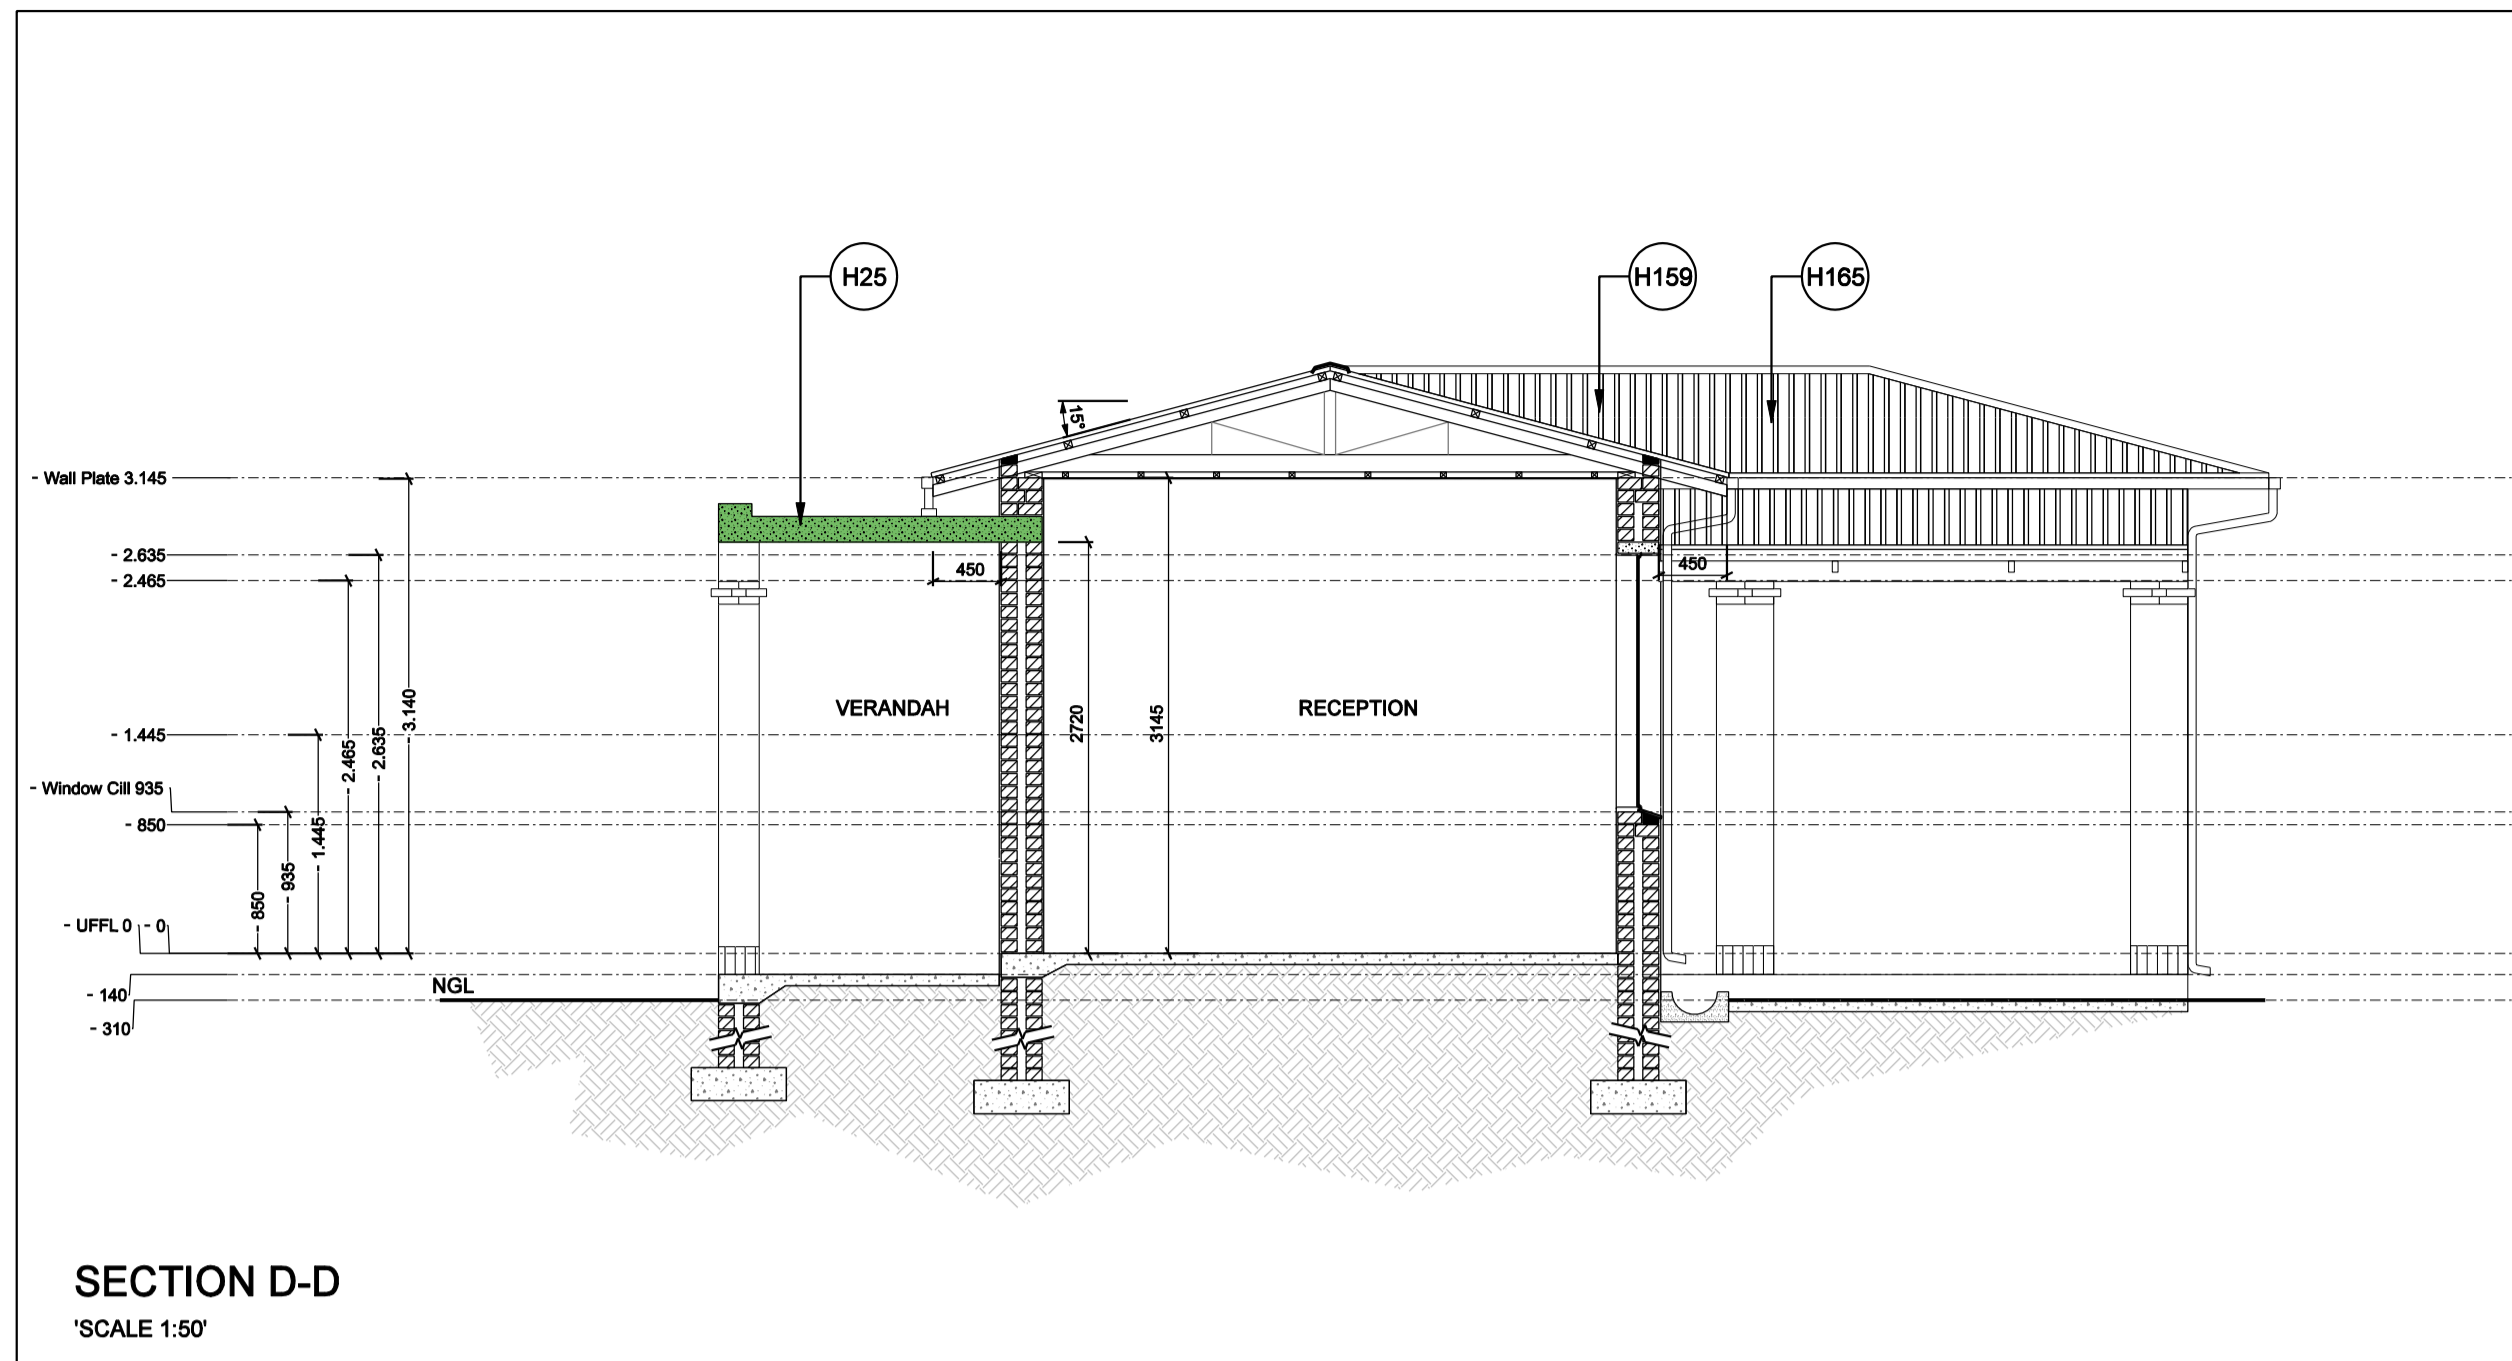 H25
H159
H165
15°
- Wall Plate 3.145
- 2.635
- 2.465
450
450
- 3.140
VERANDAH
RECEPTION
2720
3145
- 1.445
- 2.465
- 2.635
- Window Cill 935
- 850
- 1.445
- 935
- 850
- UFFL 0
- 0
NGL
- 140
- 310
SECTION D-D
'SCALE 1:50'